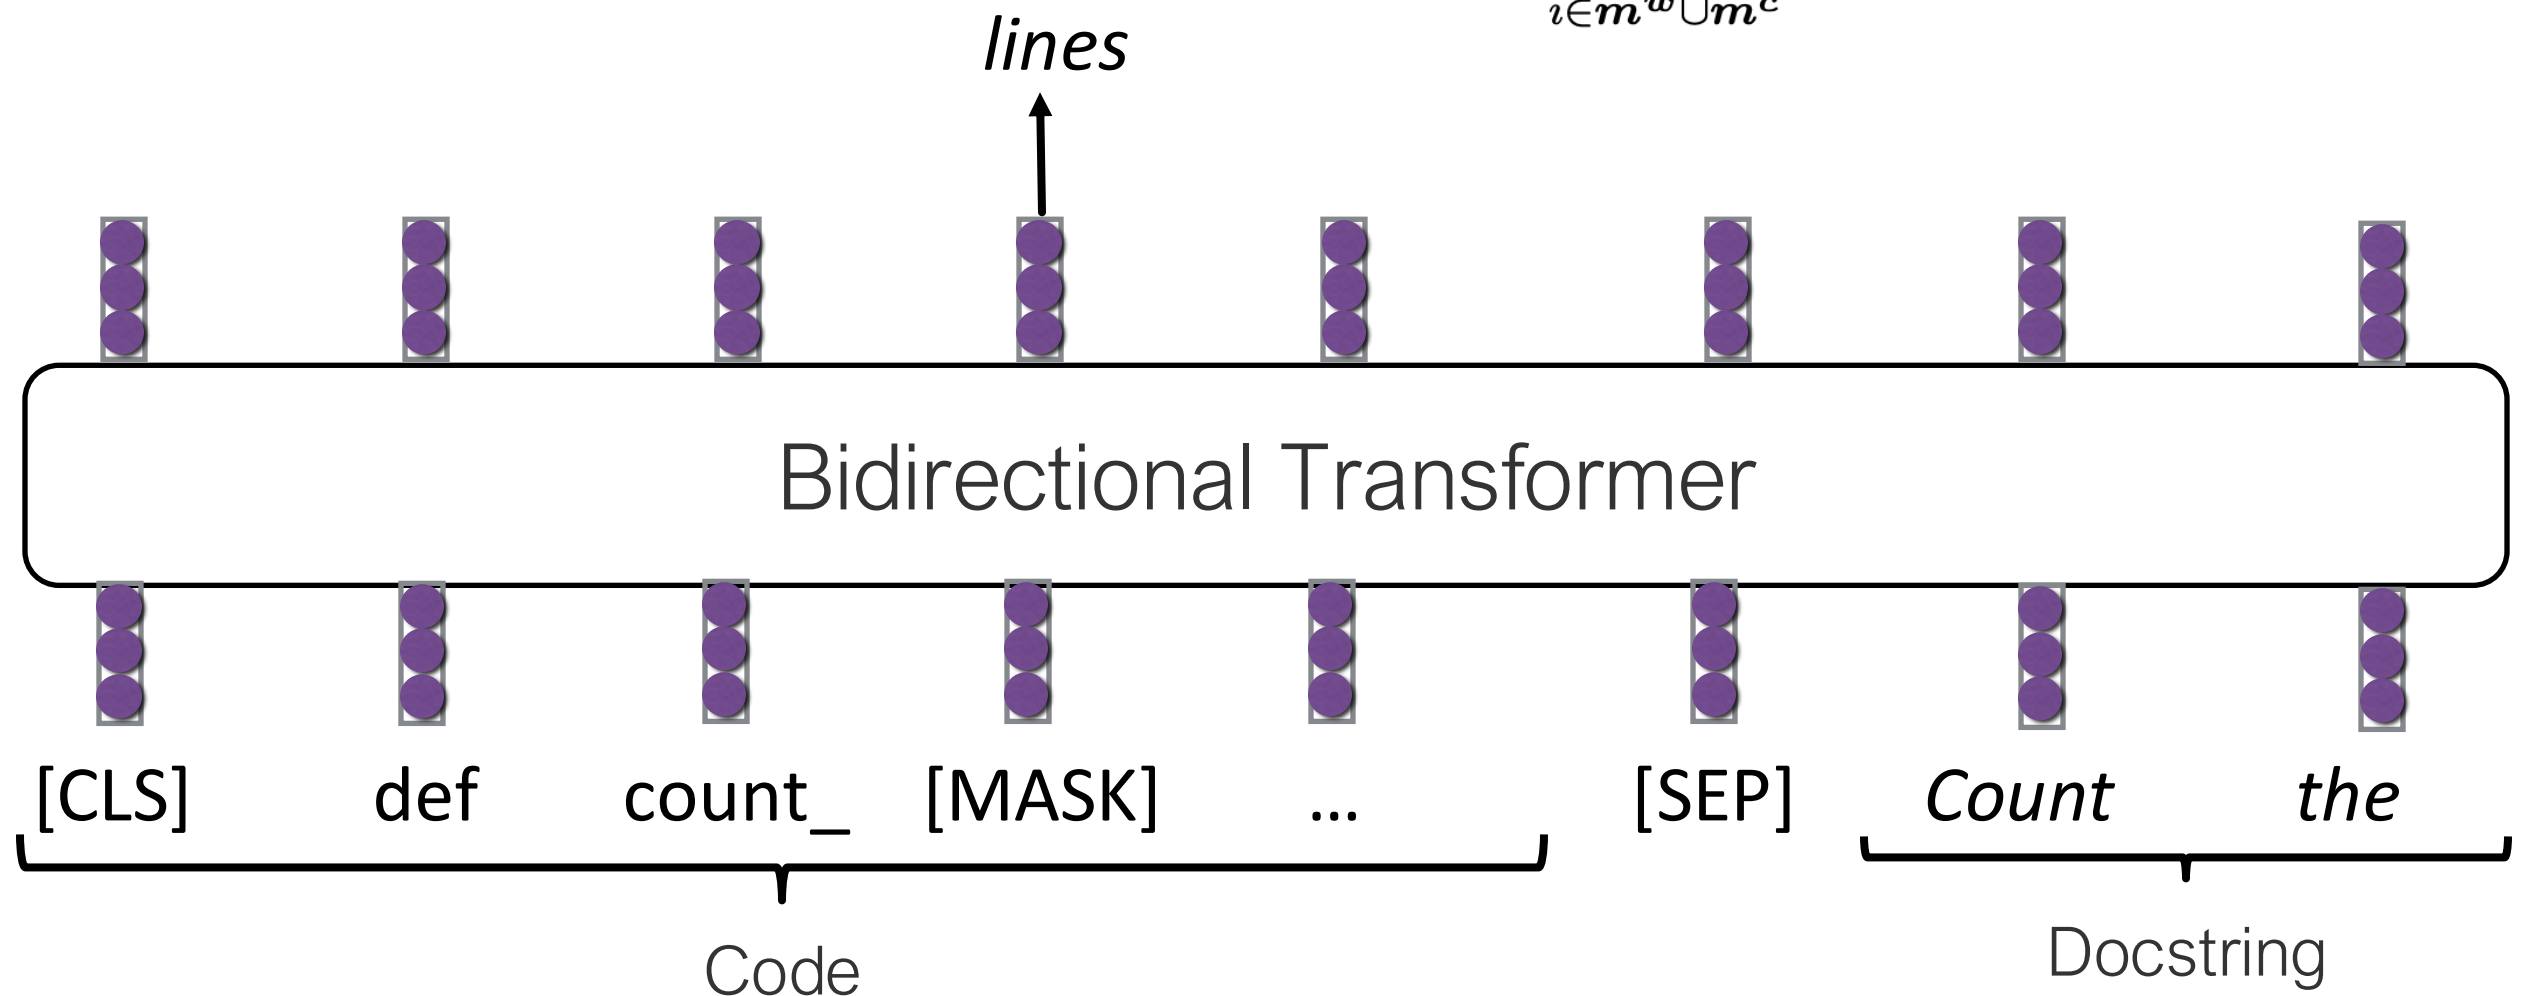 i∈m^w∪m^c
lines
Bidirectional Transformer
[CLS] def count_ [MASK] ... [SEP] Count the
Code
Docstring